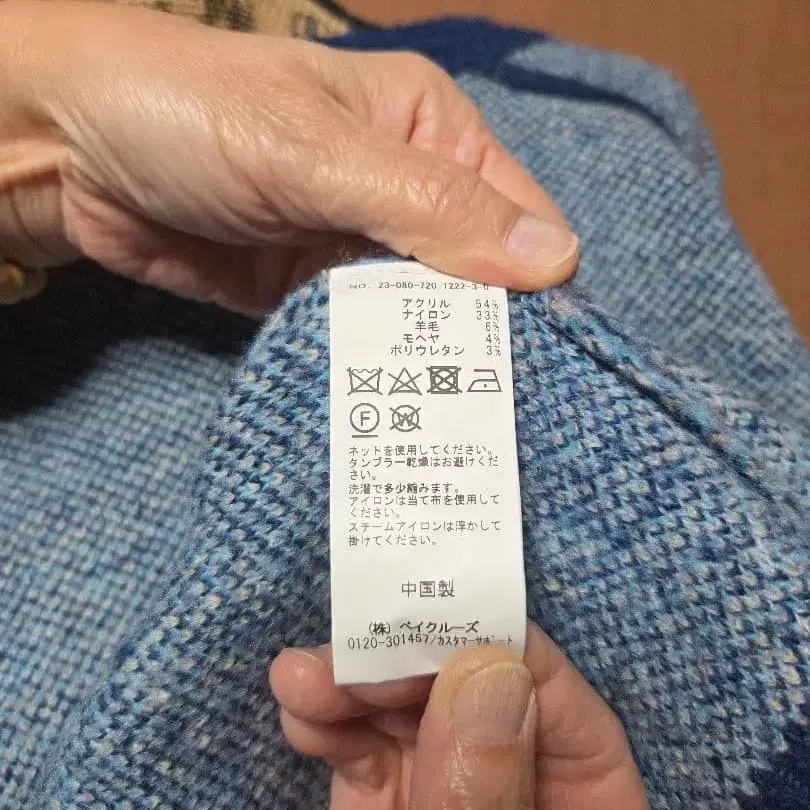 NO. 23-080-720 1222-3-0
アクリル 54%
ナイロン 33%
羊毛 6%
モヘヤ 4%
ポリウレタン 3%
F W
ネットを使用してください。
タンブラー乾燥はお避けくだ
さい。
洗濯で多少縮みます。
アイロンは当て布を使用して
ください。
スチームアイロンは浮かして
掛けてください。
中国製
(株) ベイクルーズ
0120-301457/カスタマーサポート